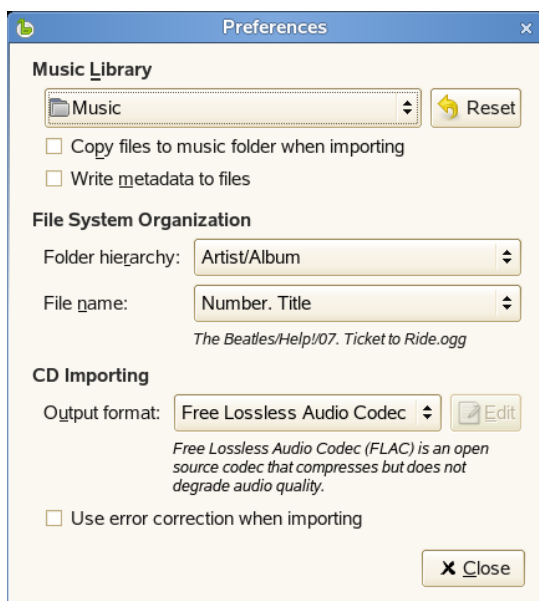 Preferences
Music Library
Music
Reset
Copy files to music folder when importing
Write metadata to files
File System Organization
Folder hierarchy: Artist/Album
File name: Number. Title
The Beatles/Help!/07. Ticket to Ride.ogg
CD Importing
Output format: Free Lossless Audio Codec Edit
Free Lossless Audio Codec (FLAC) is an open
source codec that compresses but does not
degrade audio quality.
Use error correction when importing
Close